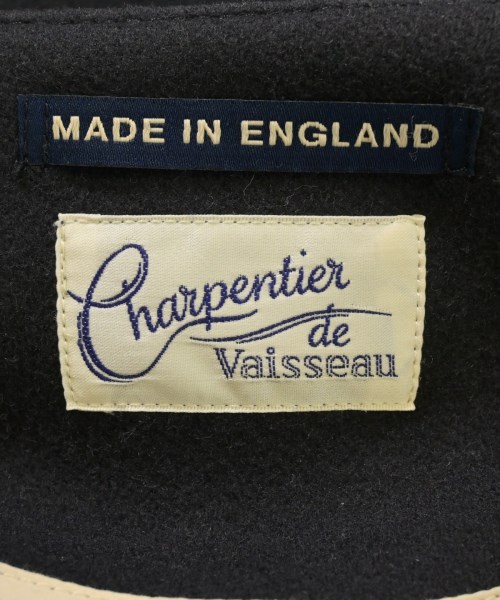 MADE IN ENGLAND
Charpentier
de
Vaisseau